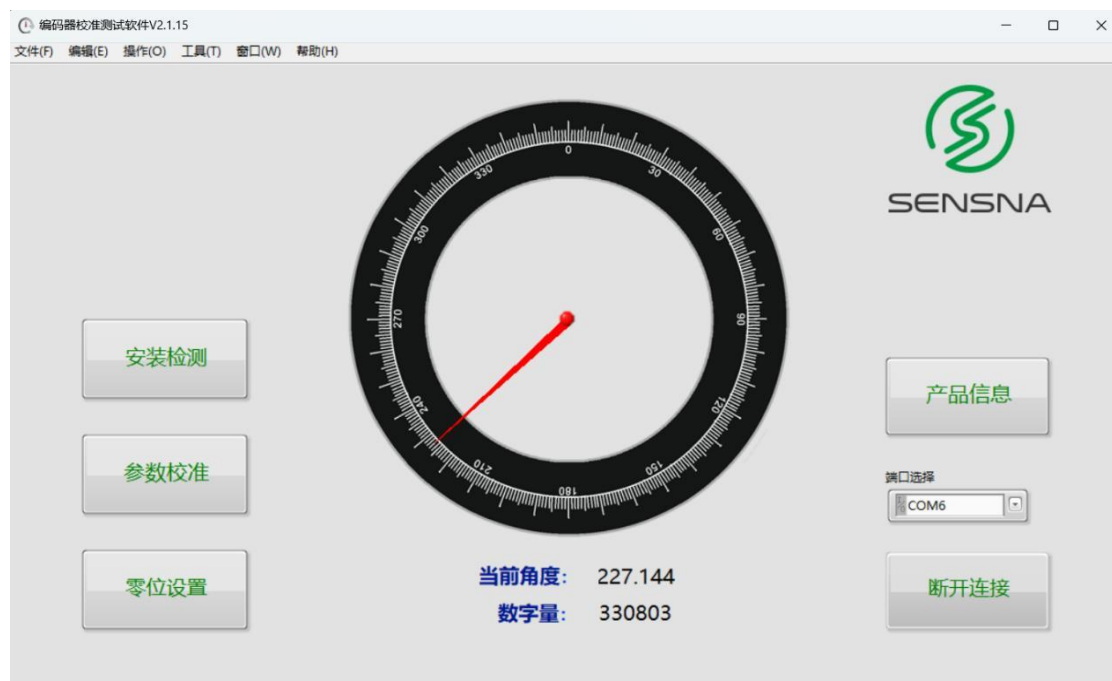 编码器校准测试软件V2.1.15
文件(F) 编辑(E) 操作(O) 工具(T) 窗口(W) 帮助(H)
SENSNA
0
30
60
90
120
150
180
210
240
270
300
330
安装检测
参数校准
零位设置
当前角度: 227.144
数字量: 330803
产品信息
端口选择
COM6
断开连接